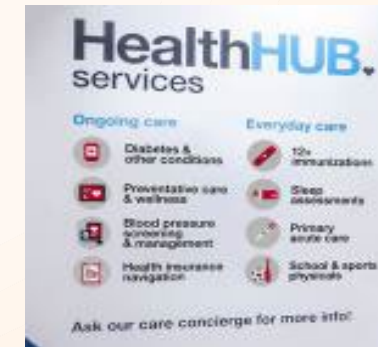 HealthHUB.
services
Ongoing care
Diabetes &
other conditions
Preventative care
& wellness
Blood pressure
screening
& management
Health insurance
navigation
Everyday care
12+
immunizations
Sleep
assessments
Primary
acute care
School & sports
physicals
Ask our care concierge for more info!